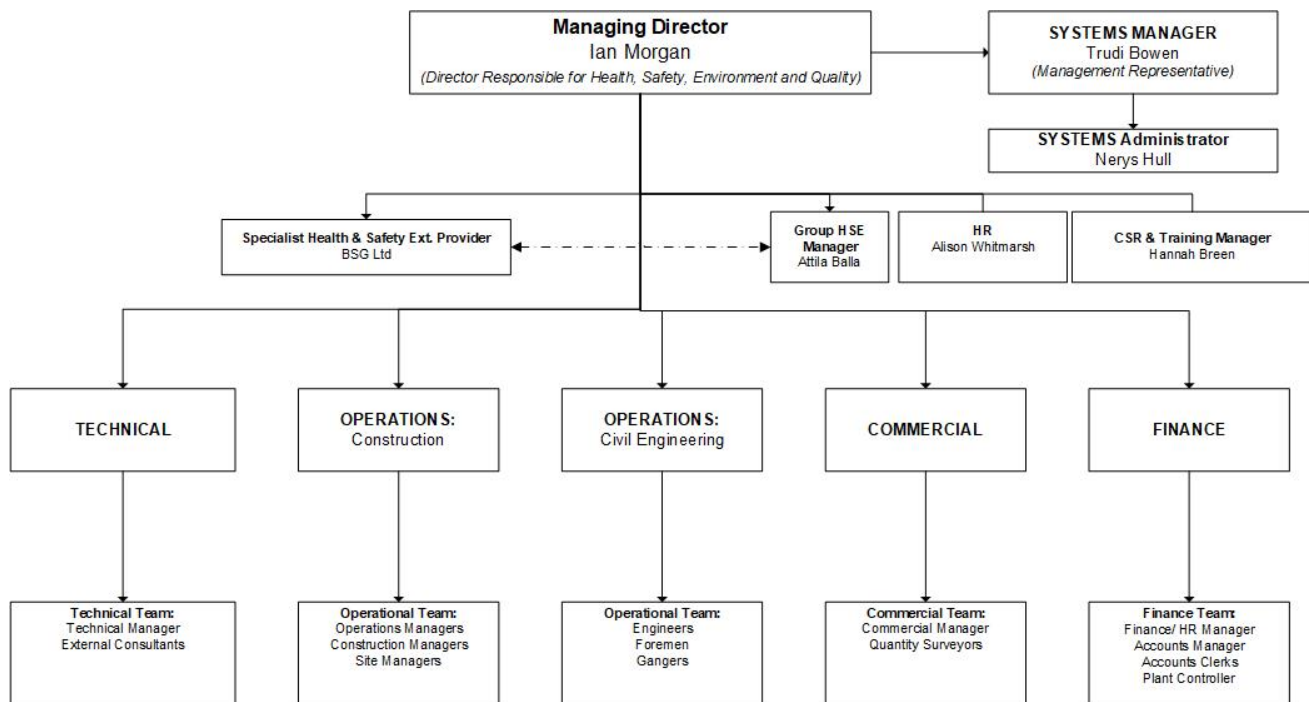 Managing Director
Ian Morgan
(Director Responsible for Health, Safety, Environment and Quality)
SYSTEMS MANAGER
Trudi Bowen
(Management Representative)
SYSTEMS Administrator
Nerys Hull
Specialist Health & Safety Ext. Provider
BSG Ltd
Group HSE
Manager
Attila Balla
HR
Alison Whitmarsh
CSR & Training Manager
Hannah Breen
TECHNICAL
OPERATIONS:
Construction
OPERATIONS:
Civil Engineering
COMMERCIAL
FINANCE
Technical Team:
Technical Manager
External Consultants
Operational Team:
Operations Managers
Construction Managers
Site Managers
Operational Team:
Engineers
Foremen
Gangers
Commercial Team:
Commercial Manager
Quantity Surveyors
Finance Team:
Finance/ HR Manager
Accounts Manager
Accounts Clerks
Plant Controller